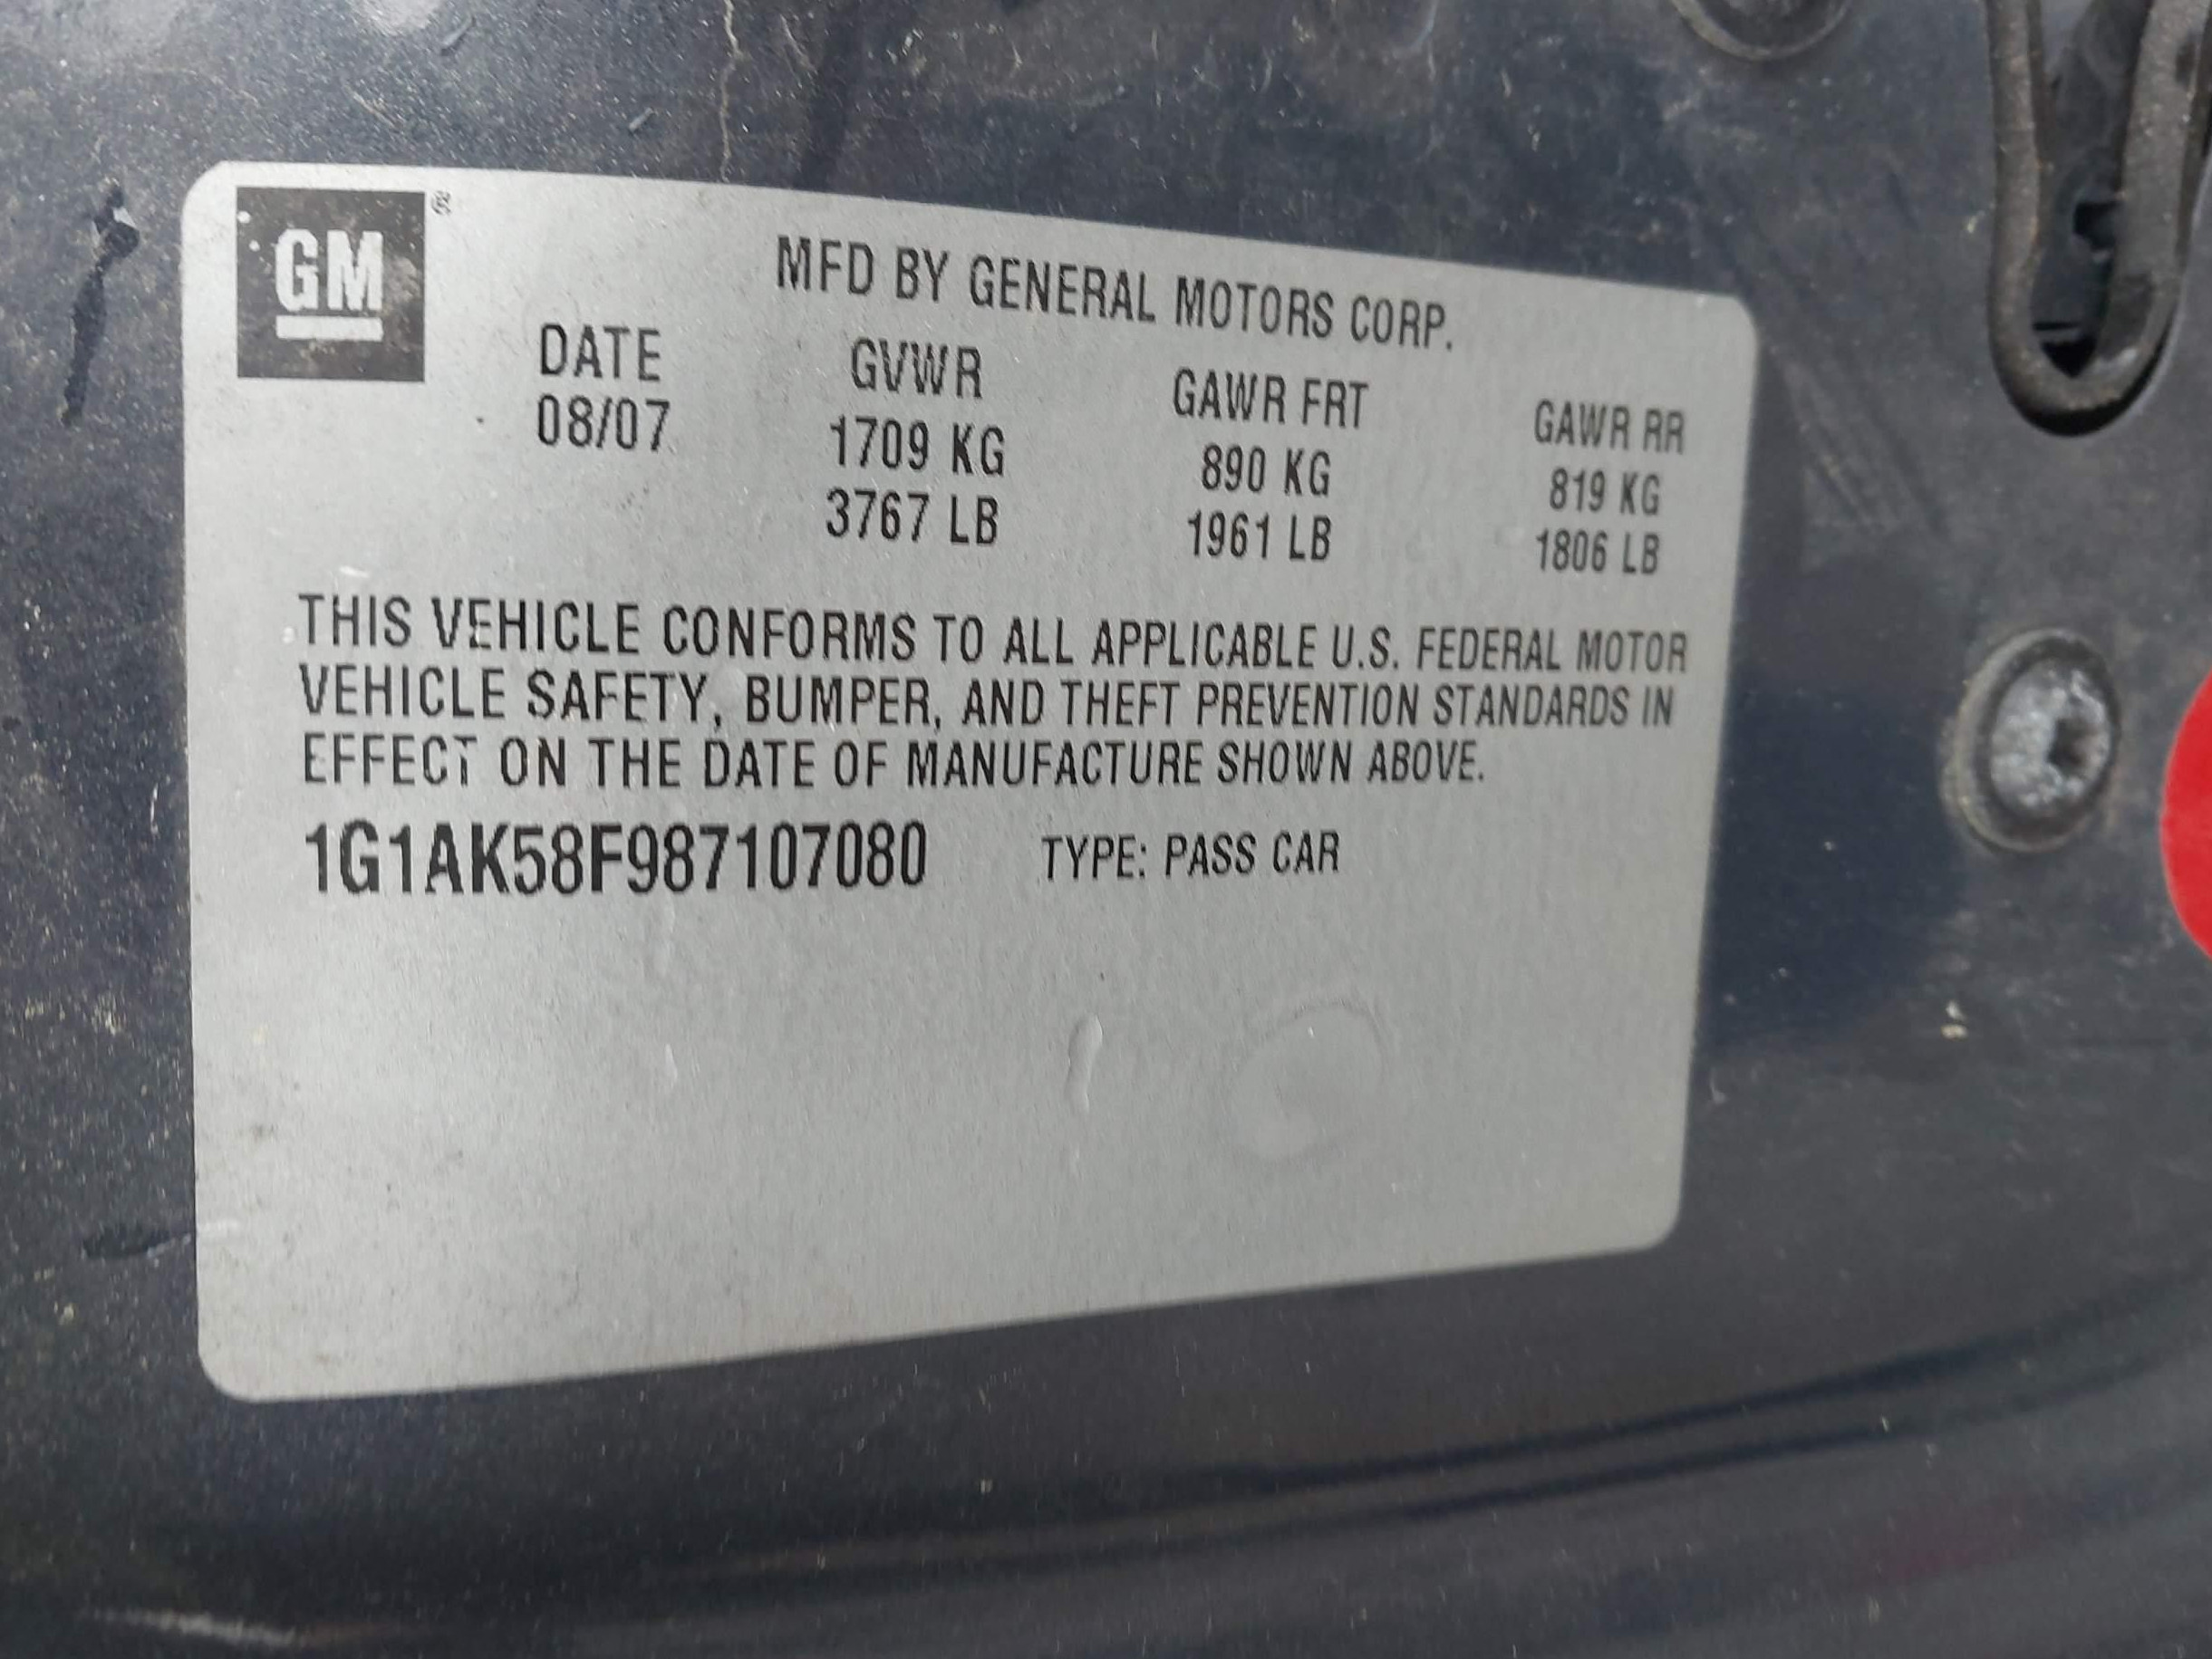 GM ®
MFD BY GENERAL MOTORS CORP.
DATE GVWR GAWR FRT GAWR RR
08/07 1709 KG 890 KG 819 KG
3767 LB 1961 LB 1806 LB
THIS VEHICLE CONFORMS TO ALL APPLICABLE U.S. FEDERAL MOTOR
VEHICLE SAFETY, BUMPER, AND THEFT PREVENTION STANDARDS IN
EFFECT ON THE DATE OF MANUFACTURE SHOWN ABOVE.
1G1AK58F987107080 TYPE: PASS CAR